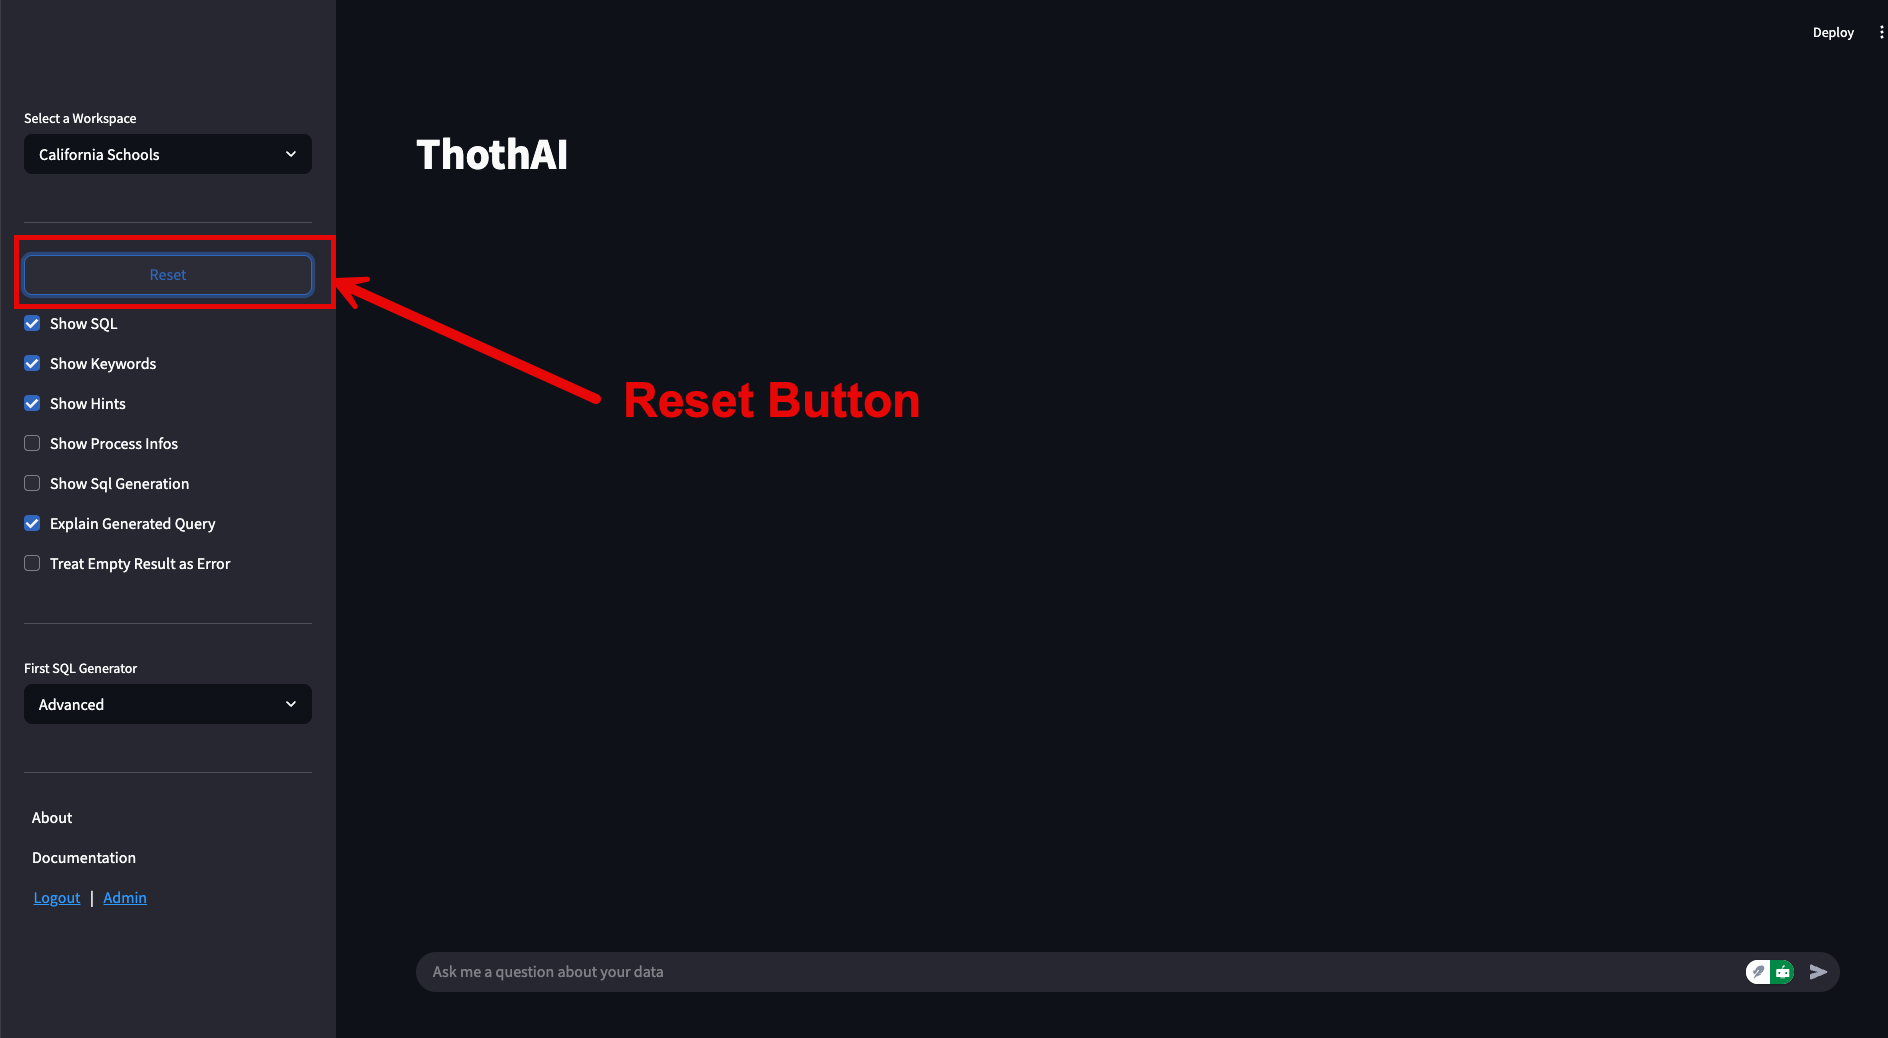 Deploy
Select a Workspace
California Schools
ThothAI
Reset
Show SQL
Show Keywords
Reset Button
Show Hints
Show Process Infos
Show Sql Generation
Explain Generated Query
Treat Empty Result as Error
First SQL Generator
Advanced
About
Documentation
Logout | Admin
Ask me a question about your data